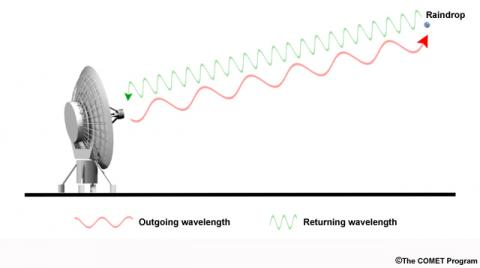 Raindrop
Outgoing wavelength
Returning wavelength
©The COMET Program